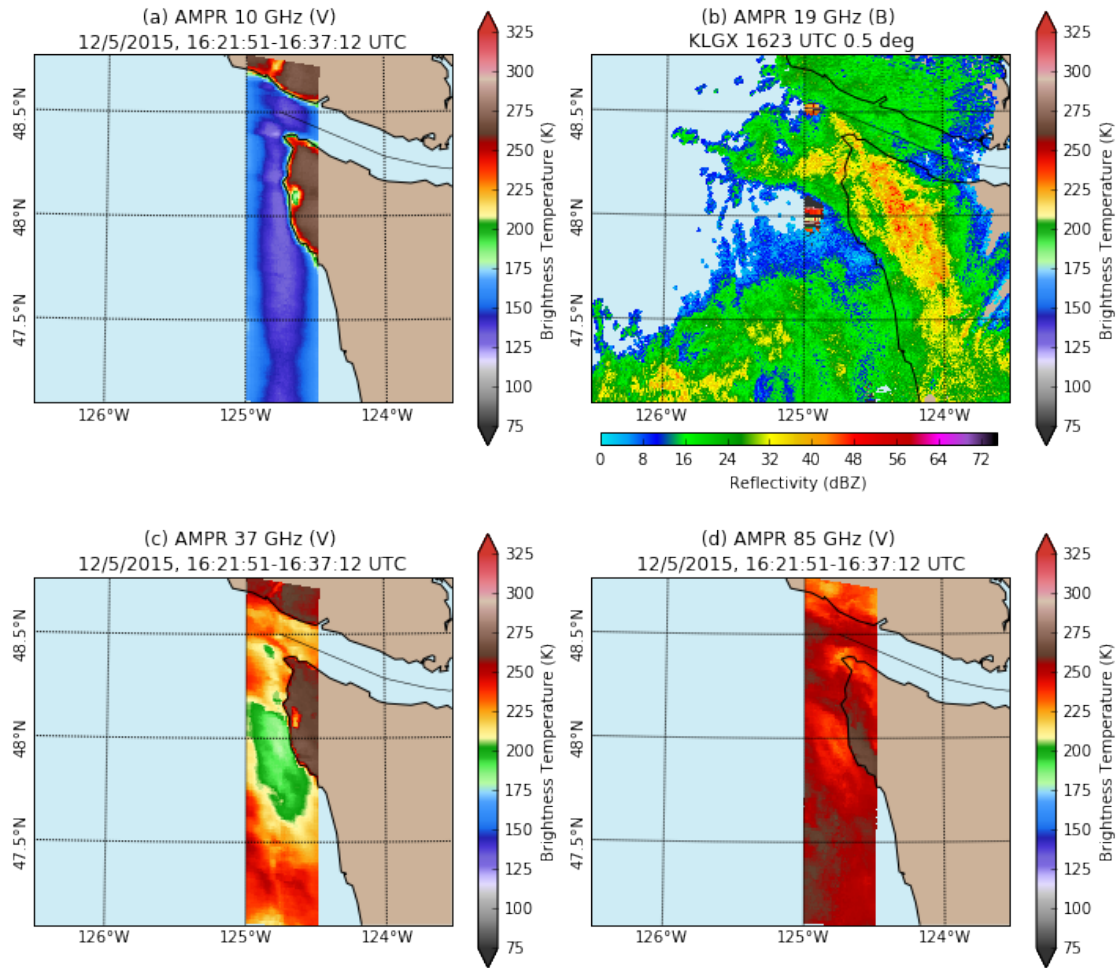 (a) AMPR 10 GHz (V)
12/5/2015, 16:21:51-16:37:12 UTC
48.5°N
48°N
47.5°N
126°W
125°W
124°W
325
300
275
250
225
200
175
150
125
100
75
Brightness Temperature (K)
(b) AMPR 19 GHz (B)
KLGX 1623 UTC 0.5 deg
48.5°N
48°N
47.5°N
126°W
125°W
124°W
325
300
275
250
225
200
175
150
125
100
75
Brightness Temperature (K)
0 8 16 24 32 40 48 56 64 72
Reflectivity (dBZ)
(c) AMPR 37 GHz (V)
12/5/2015, 16:21:51-16:37:12 UTC
48.5°N
48°N
47.5°N
126°W
125°W
124°W
325
300
275
250
225
200
175
150
125
100
75
Brightness Temperature (K)
(d) AMPR 85 GHz (V)
12/5/2015, 16:21:51-16:37:12 UTC
48.5°N
48°N
47.5°N
126°W
125°W
124°W
325
300
275
250
225
200
175
150
125
100
75
Brightness Temperature (K)